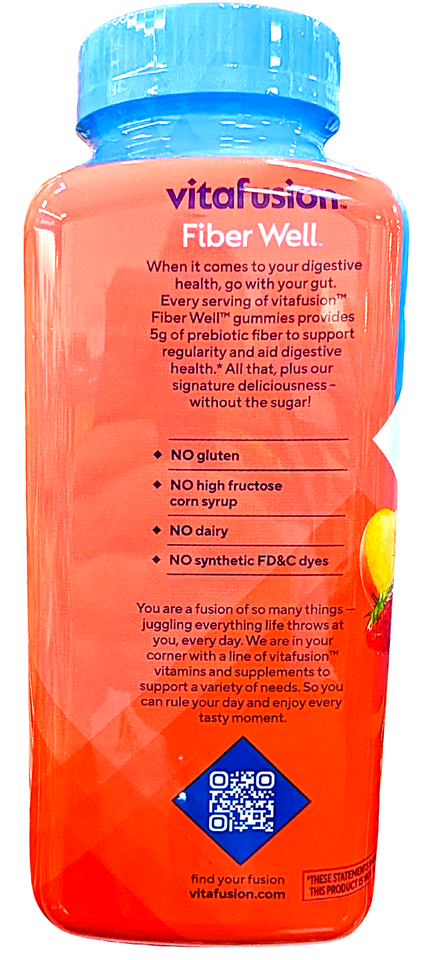 vitafusion™
Fiber Well™
When it comes to your digestive
health, go with your gut.
Every serving of vitafusion™
Fiber Well™ gummies provides
5g of prebiotic fiber to support
regularity and aid digestive
health.* All that, plus our
signature deliciousness –
without the sugar!
◆ NO gluten
◆ NO high fructose
corn syrup
◆ NO dairy
◆ NO synthetic FD&C dyes
You are a fusion of so many things —
juggling everything life throws at
you, every day. We are in your
corner with a line of vitafusion™
vitamins and supplements to
support a variety of needs. So you
can rule your day and enjoy every
tasty moment.
find your fusion
vitafusion.com
*THESE STATEMENTS
THIS PRODUCT IS